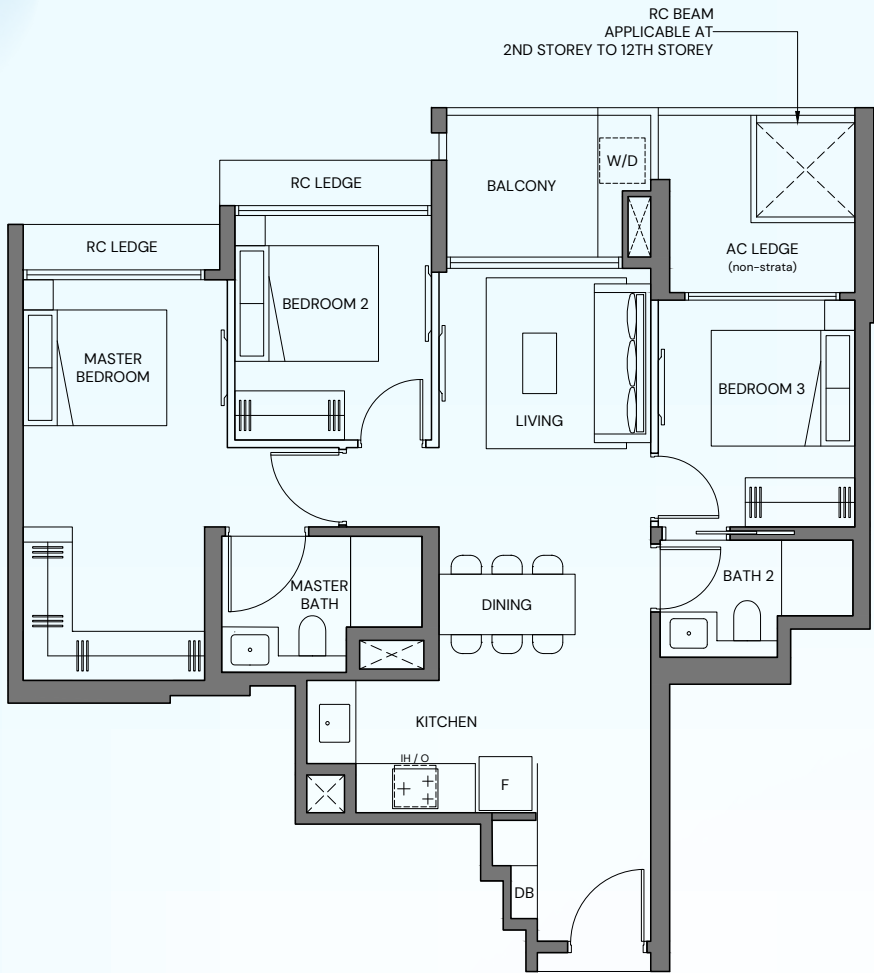 RC BEAM
APPLICABLE AT
2ND STOREY TO 12TH STOREY
RC LEDGE
BALCONY
W/D
RC LEDGE
AC LEDGE
(non-strata)
BEDROOM 2
MASTER
BEDROOM
BEDROOM 3
LIVING
MASTER
BATH
DINING
BATH 2
KITCHEN
IH / O
F
DB